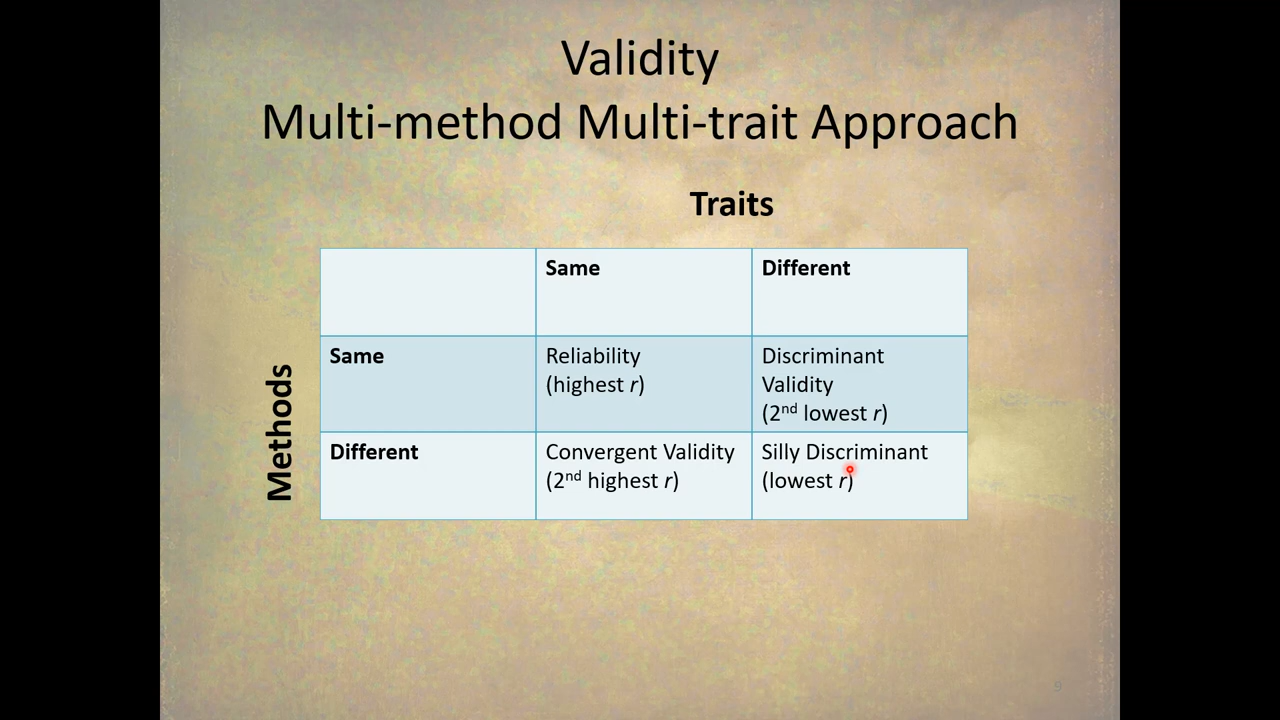 Validity
Multi-method Multi-trait Approach
Traits
Same
Different
Methods
Same
Reliability
(highest r)
Discriminant
Validity
(2nd lowest r)
Different
Convergent Validity
(2nd highest r)
Silly Discriminant
(lowest r)
9